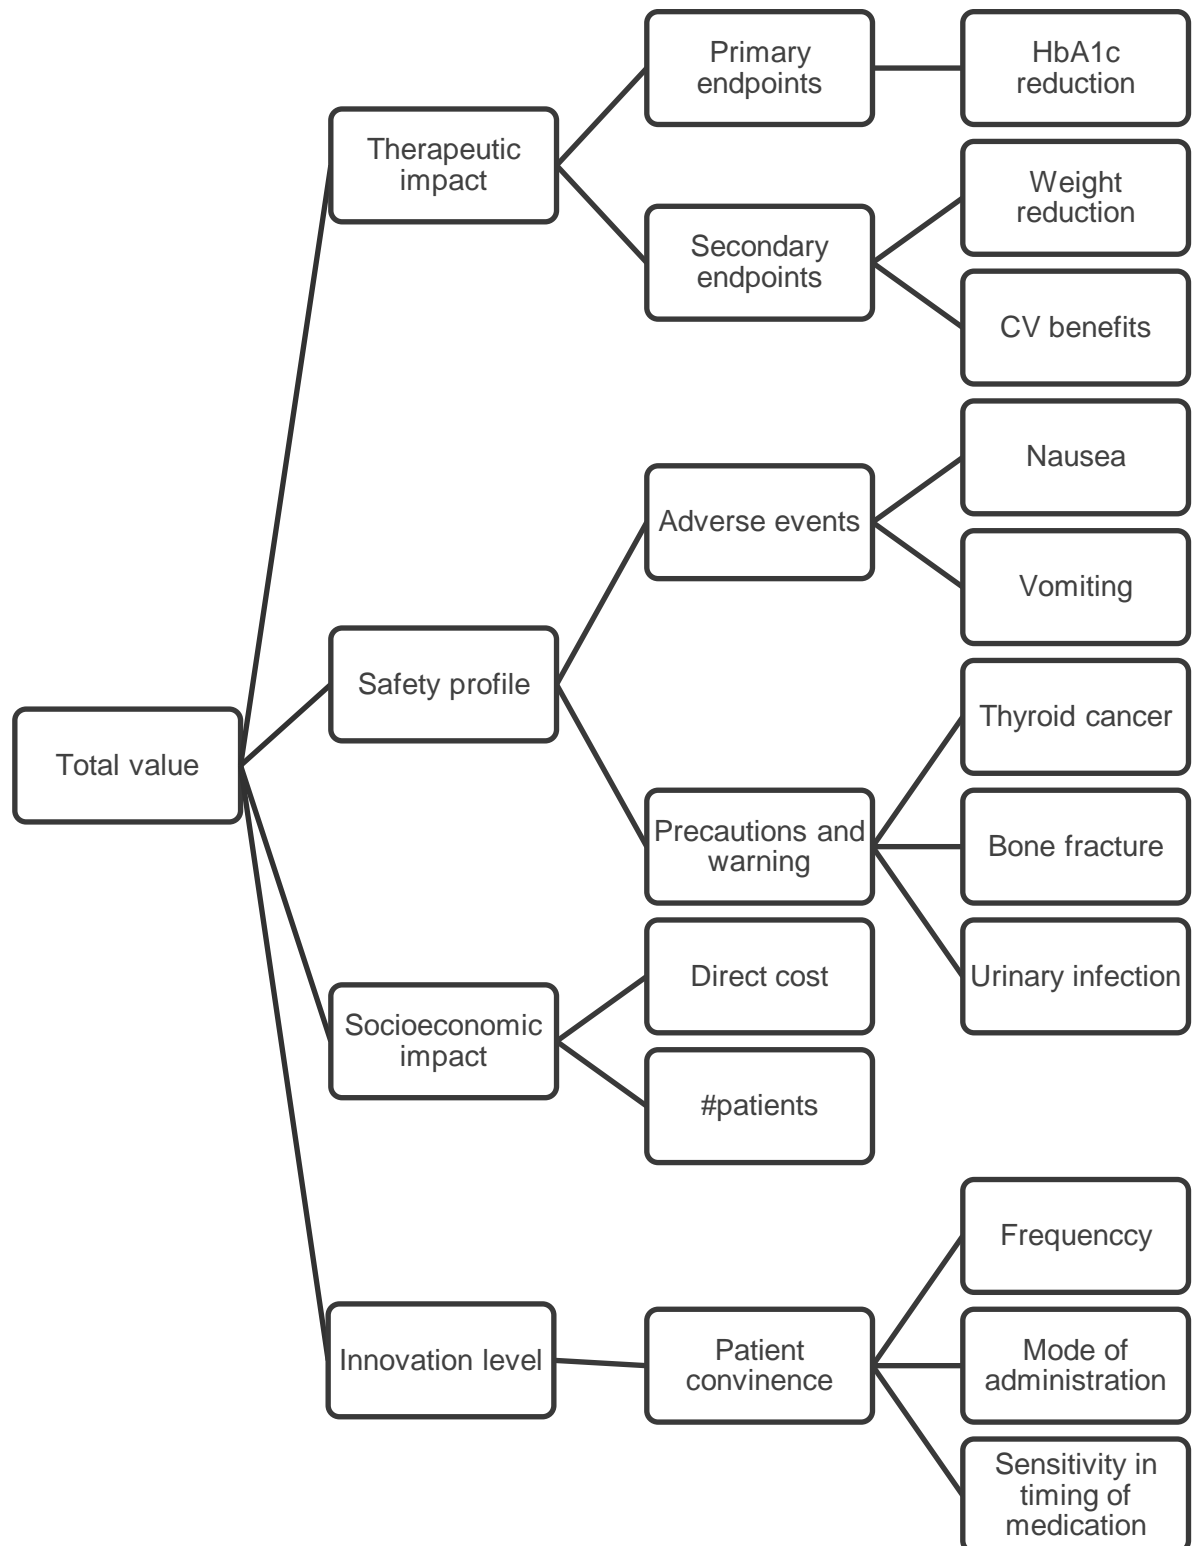 Primary
endpoints
HbA1c
reduction
Therapeutic
impact
Weight
reduction
Secondary
endpoints
CV benefits
Nausea
Adverse events
Vomiting
Safety profile
Thyroid cancer
Total value
Precautions and
warning
Bone fracture
Direct cost
Urinary infection
Socioeconomic
impact
#patients
Frequenccy
Innovation level
Patient
convinence
Mode of
administration
Sensitivity in
timing of
medication